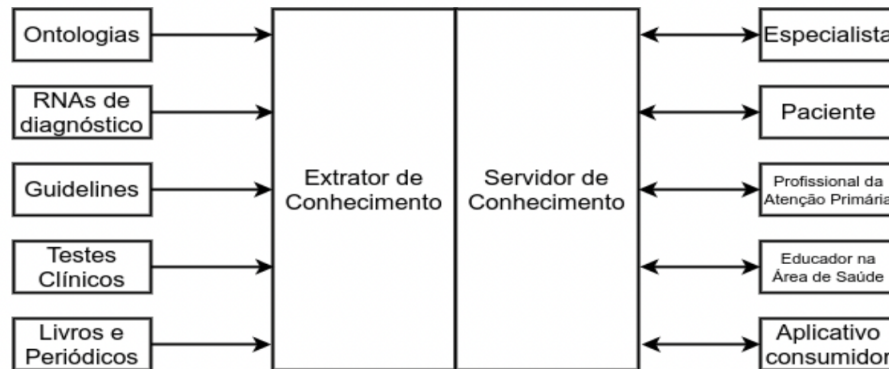 Ontologias
RNAs de
diagnóstico
Guidelines
Testes
Clínicos
Livros e
Periódicos
Extrator de
Conhecimento
Servidor de
Conhecimento
Especialista
Paciente
Profissional da
Atenção Primária
Educador na
Área de Saúde
Aplicativo
consumidor